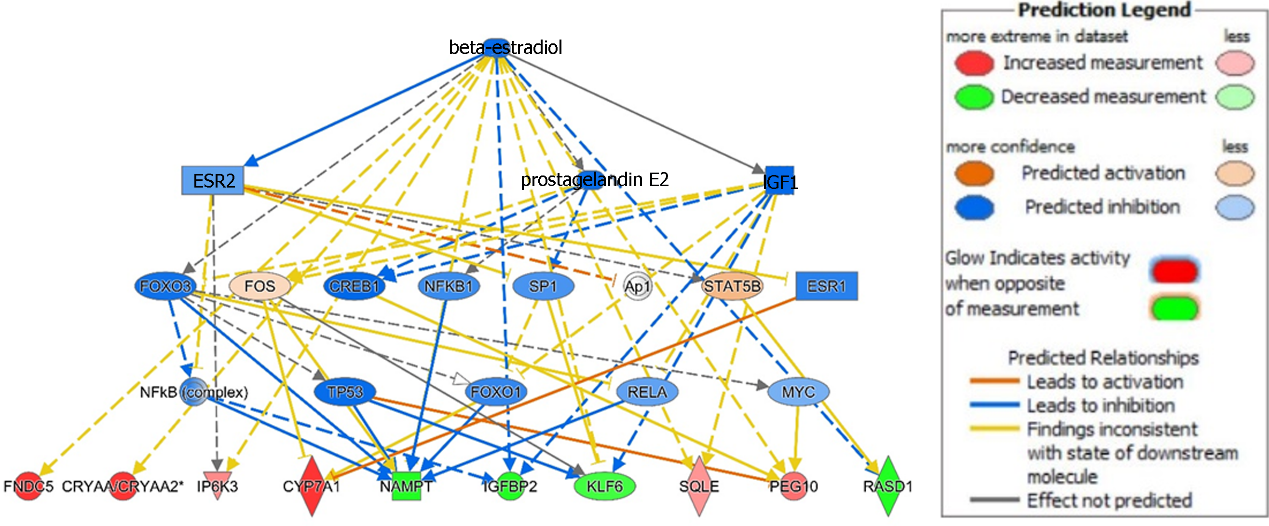 beta-estradiol
ESR2
prostagelandin E2
IGF1
FOXO3
FOS
CREB1
NFKB1
SP1
Ap1
STAT5B
ESR1
NFkB (complex)
TP53
FOXO1
RELA
MYC
FNDC5
CRYAA/CRYAA2*
IP6K3
CYP7A1
NAMPT
IGFBP2
KLF6
SQLE
PEG10
RASD1
Prediction Legend
more extreme in dataset less
Increased measurement
Decreased measurement
more confidence less
Predicted activation
Predicted inhibition
Glow Indicates activity
when opposite
of measurement
Predicted Relationships
Leads to activation
Leads to inhibition
Findings inconsistent
with state of downstream
molecule
Effect not predicted